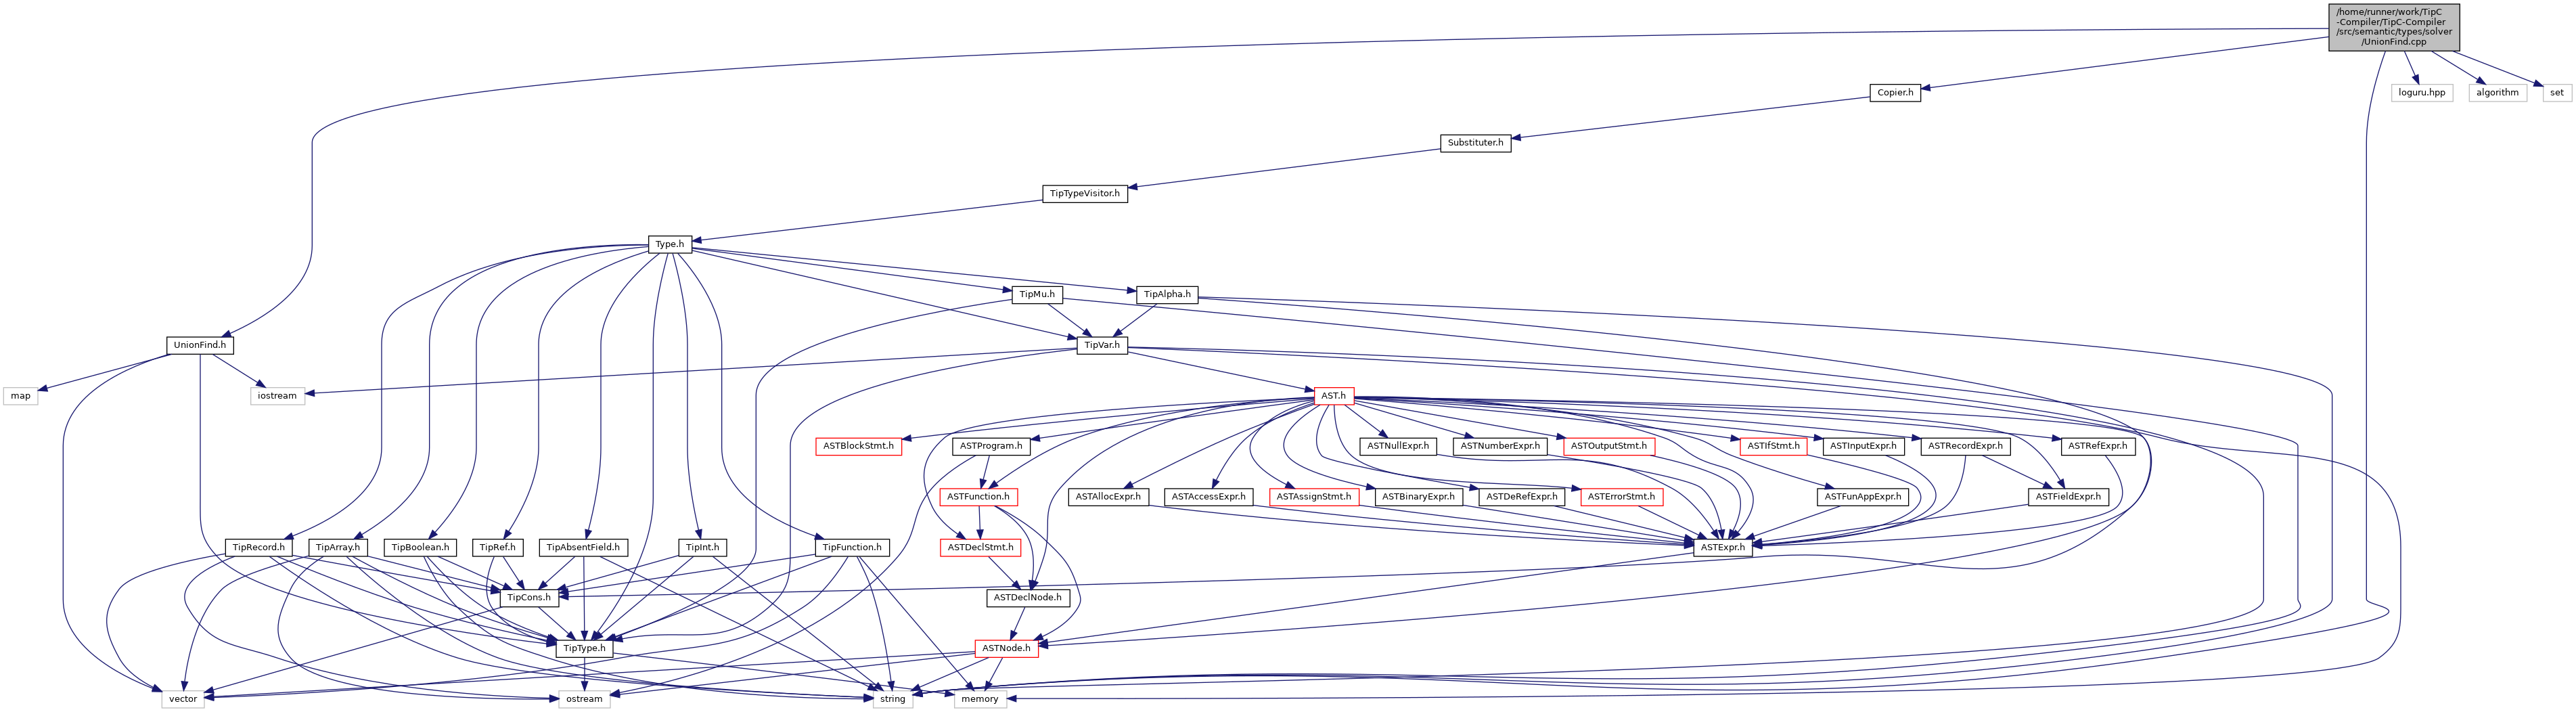 /home/runner/work/TipC
-Compiler/TipC-Compiler
/src/semantic/types/solver
/UnionFind.cpp
Copier.h
loguru.hpp
algorithm
set
Substituter.h
TipTypeVisitor.h
Type.h
TipMu.h
TipAlpha.h
UnionFind.h
TipVar.h
map
iostream
AST.h
ASTBlockStmt.h
ASTProgram.h
ASTNullExpr.h
ASTNumberExpr.h
ASTOutputStmt.h
ASTIfStmt.h
ASTInputExpr.h
ASTRecordExpr.h
ASTRefExpr.h
ASTFunction.h
ASTAllocExpr.h
ASTAccessExpr.h
ASTAssignStmt.h
ASTBinaryExpr.h
ASTDeRefExpr.h
ASTErrorStmt.h
ASTFunAppExpr.h
ASTFieldExpr.h
TipRecord.h
TipArray.h
TipBoolean.h
TipRef.h
TipAbsentField.h
TipInt.h
TipFunction.h
ASTDeclStmt.h
ASTExpr.h
TipCons.h
ASTDeclNode.h
TipType.h
ASTNode.h
vector
ostream
string
memory